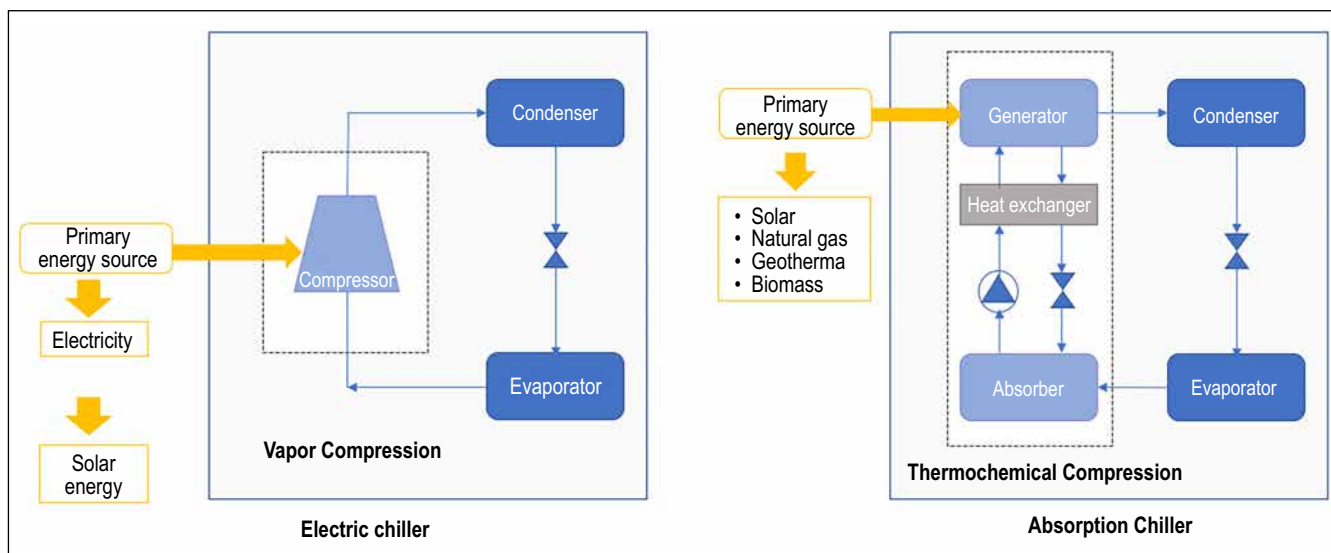 Primary
energy source
Electricity
Solar
energy
Compressor
Condenser
Evaporator
Vapor Compression
Electric chiller
Primary
energy source
• Solar
• Natural gas
• Geotherma
• Biomass
Generator
Heat exchanger
Absorber
Condenser
Evaporator
Thermochemical Compression
Absorption Chiller